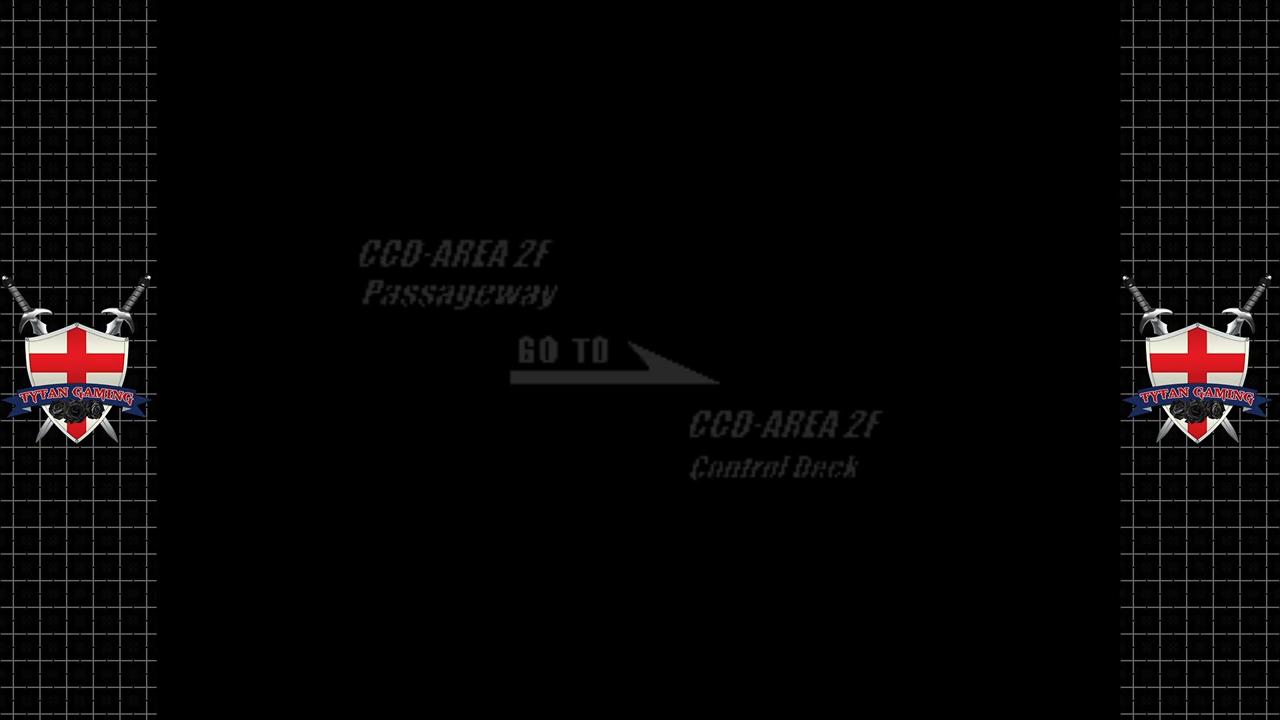 CCD-AREA 2F
Passageway
GO TO
CCD-AREA 2F
Control Deck
TYTAN GAMING
TYTAN GAMING